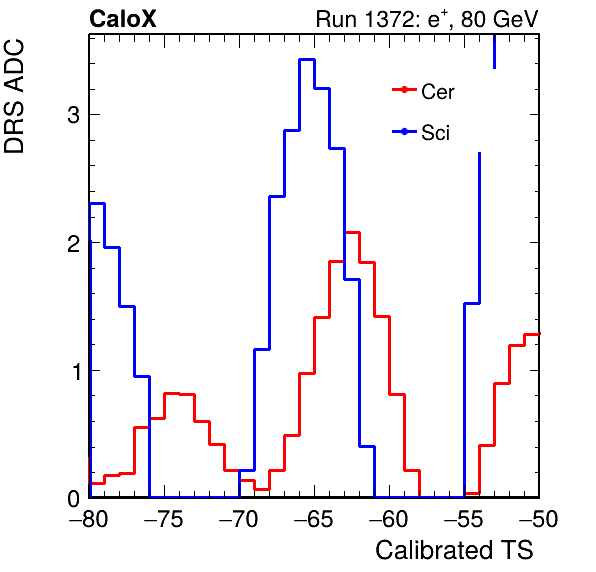 CaloX Run 1372: e⁺, 80 GeV
DRS ADC
Cer
Sci
3
2
1
0
−80 −75 −70 −65 −60 −55 −50
Calibrated TS